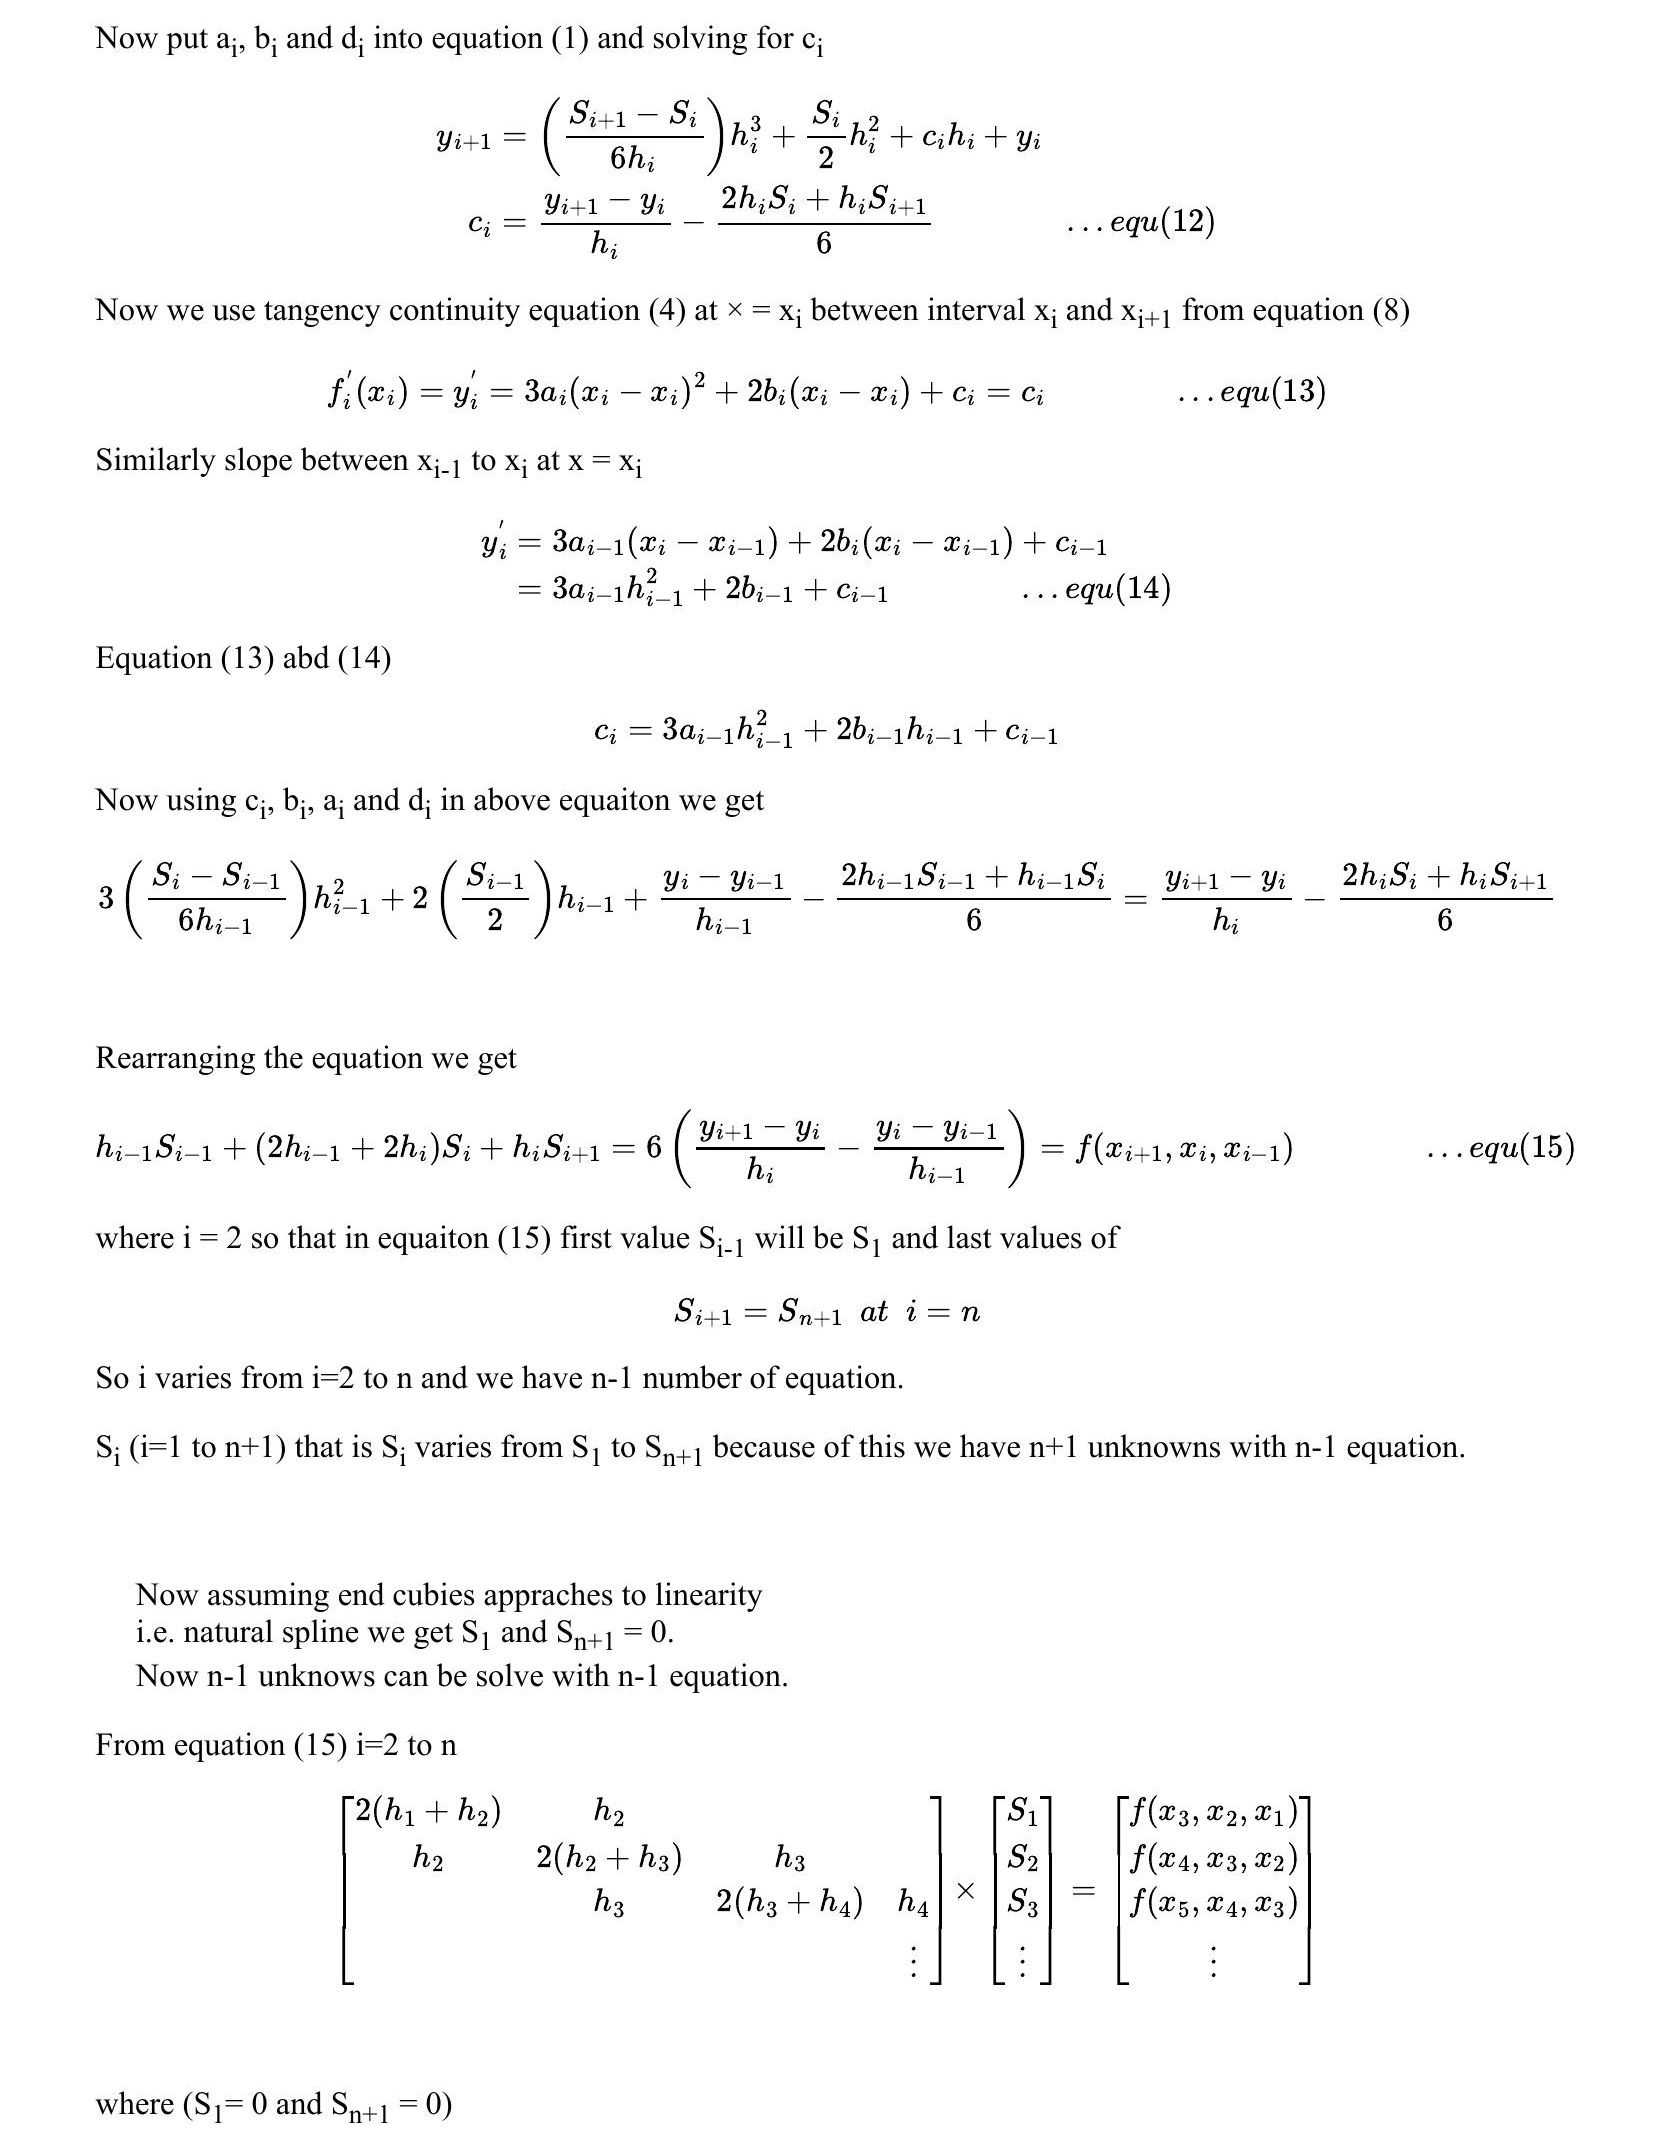 Now put aᵢ, bᵢ and dᵢ into equation (1) and solving for cᵢ
y_{i+1} = \left( \frac{S_{i+1} - S_i}{6h_i} \right) h_i^3 + \frac{S_i}{2} h_i^2 + c_i h_i + y_i
c_i = \frac{y_{i+1} - y_i}{h_i} - \frac{2h_i S_i + h_i S_{i+1}}{6} \quad \ldots equ(12)
Now we use tangency continuity equation (4) at × = x_i between interval x_i and x_{i+1} from equation (8)
f_i^{'}(x_i) = y_i^{'} = 3a_i(x_i - x_i)^2 + 2b_i(x_i - x_i) + c_i = c_i \quad \ldots equ(13)
Similarly slope between x_{i-1} to x_i at x = x_i
y_i^{'} = 3a_{i-1}(x_i - x_{i-1}) + 2b_i(x_i - x_{i-1}) + c_{i-1}
= 3a_{i-1}h_{i-1}^2 + 2b_{i-1} + c_{i-1} \quad \ldots equ(14)
Equation (13) abd (14)
c_i = 3a_{i-1}h_{i-1}^2 + 2b_{i-1}h_{i-1} + c_{i-1}
Now using c_i, b_i, a_i and d_i in above equaiton we get
3 \left( \frac{S_i - S_{i-1}}{6h_{i-1}} \right) h_{i-1}^2 + 2 \left( \frac{S_{i-1}}{2} \right) h_{i-1} + \frac{y_i - y_{i-1}}{h_{i-1}} - \frac{2h_{i-1}S_{i-1} + h_{i-1}S_i}{6} = \frac{y_{i+1} - y_i}{h_i} - \frac{2h_i S_i + h_i S_{i+1}}{6}
Rearranging the equation we get
h_{i-1}S_{i-1} + (2h_{i-1} + 2h_i)S_i + h_i S_{i+1} = 6 \left( \frac{y_{i+1} - y_i}{h_i} - \frac{y_i - y_{i-1}}{h_{i-1}} \right) = f(x_{i+1}, x_i, x_{i-1}) \quad \ldots equ(15)
where i = 2 so that in equaiton (15) first value S_{i-1} will be S_1 and last values of
S_{i+1} = S_{n+1} at i = n
So i varies from i=2 to n and we have n-1 number of equation.
S_i (i=1 to n+1) that is S_i varies from S_1 to S_{n+1} because of this we have n+1 unknowns with n-1 equation.
Now assuming end cubies appraches to linearity
i.e. natural spline we get S_1 and S_{n+1} = 0.
Now n-1 unknows can be solve with n-1 equation.
From equation (15) i=2 to n
\begin{bmatrix} 2(h_1 + h_2) & h_2 & & \\ h_2 & 2(h_2 + h_3) & h_3 & \\ & h_3 & 2(h_3 + h_4) & h_4 \\ & & & \vdots \end{bmatrix} \times \begin{bmatrix} S_1 \\ S_2 \\ S_3 \\ \vdots \end{bmatrix} = \begin{bmatrix} f(x_3, x_2, x_1) \\ f(x_4, x_3, x_2) \\ f(x_5, x_4, x_3) \\ \vdots \end{bmatrix}
where (S_1= 0 and S_{n+1} = 0)